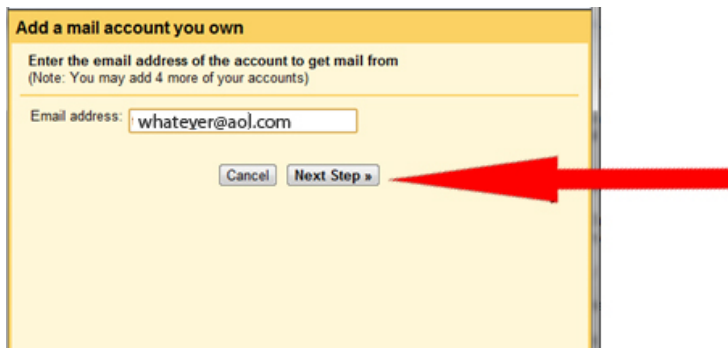 Add a mail account you own
Enter the email address of the account to get mail from
(Note: You may add 4 more of your accounts)
Email address: whateyer@aol.com
Cancel Next Step »